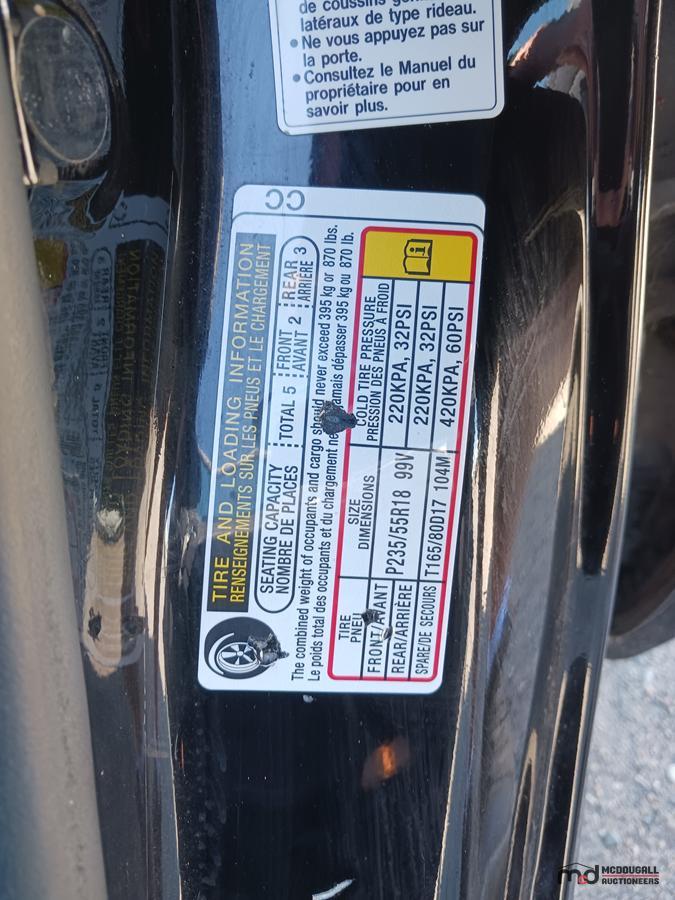 de coussins
latéraux de type rideau.
• Ne vous appuyez pas sur
la porte.
• Consultez le Manuel du
propriétaire pour en
savoir plus.
CC
TIRE AND LOADING INFORMATION
RENSEIGNEMENTS SUR LES PNEUS ET LE CHARGEMENT
SEATING CAPACITY
NOMBRE DE PLACES
TOTAL 5
FRONT
AVANT 2
REAR
ARRIÈRE 3
The combined weight of occupants and cargo should never exceed 395 kg or 870 lbs.
Le poids total des occupants et du chargement ne jamais dépasser 395 kg ou 870 lb.
TIRE
PNEU
SIZE
DIMENSIONS
COLD TIRE PRESSURE
PRESSION DES PNEUS A FROID
FRONT/AVANT
P235/55R18 99V
220KPA, 32PSI
REAR/ARRIÈRE
220KPA, 32PSI
SPARE/DE SECOURS
T165/80D17 104M
420KPA, 60PSI
md
MCDOUGALL
AUCTIONEERS